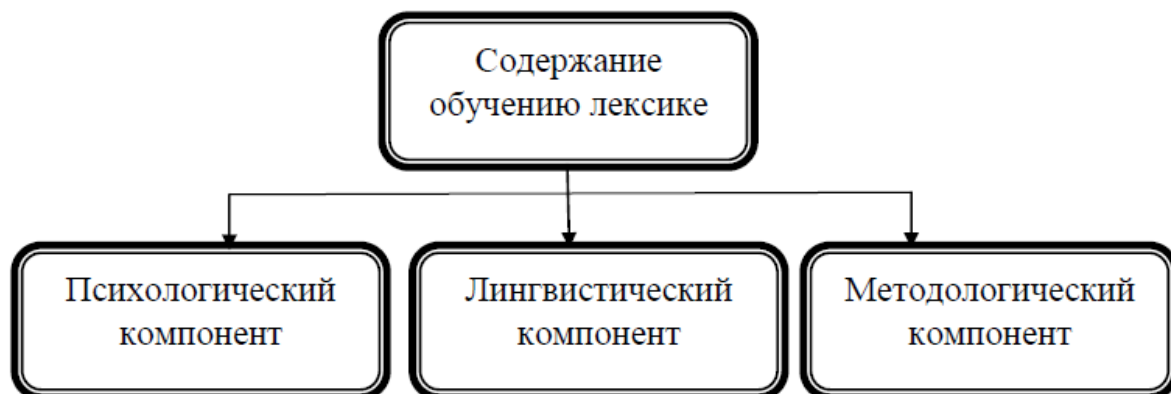 Содержание
обучению лексике
Психологический
компонент
Лингвистический
компонент
Методологический
компонент